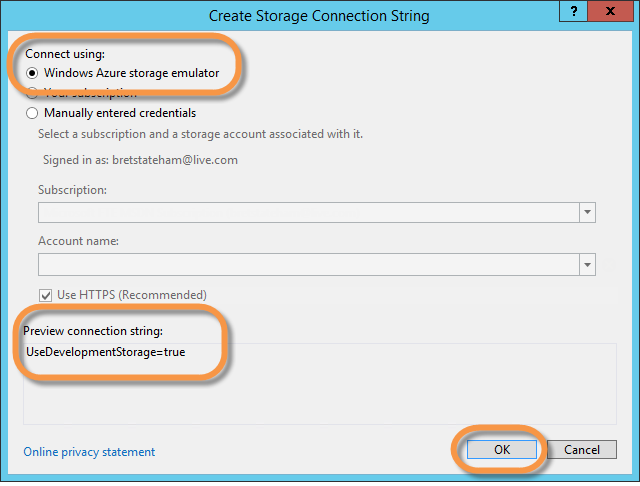 Create Storage Connection String
?
X
Connect using:
Windows Azure storage emulator
Your subscription
Manually entered credentials
Select a subscription and a storage account associated with it.
Signed in as: bretstateham@live.com
Subscription:
Account name:
Use HTTPS (Recommended)
Preview connection string:
UseDevelopmentStorage=true
Online privacy statement
OK
Cancel